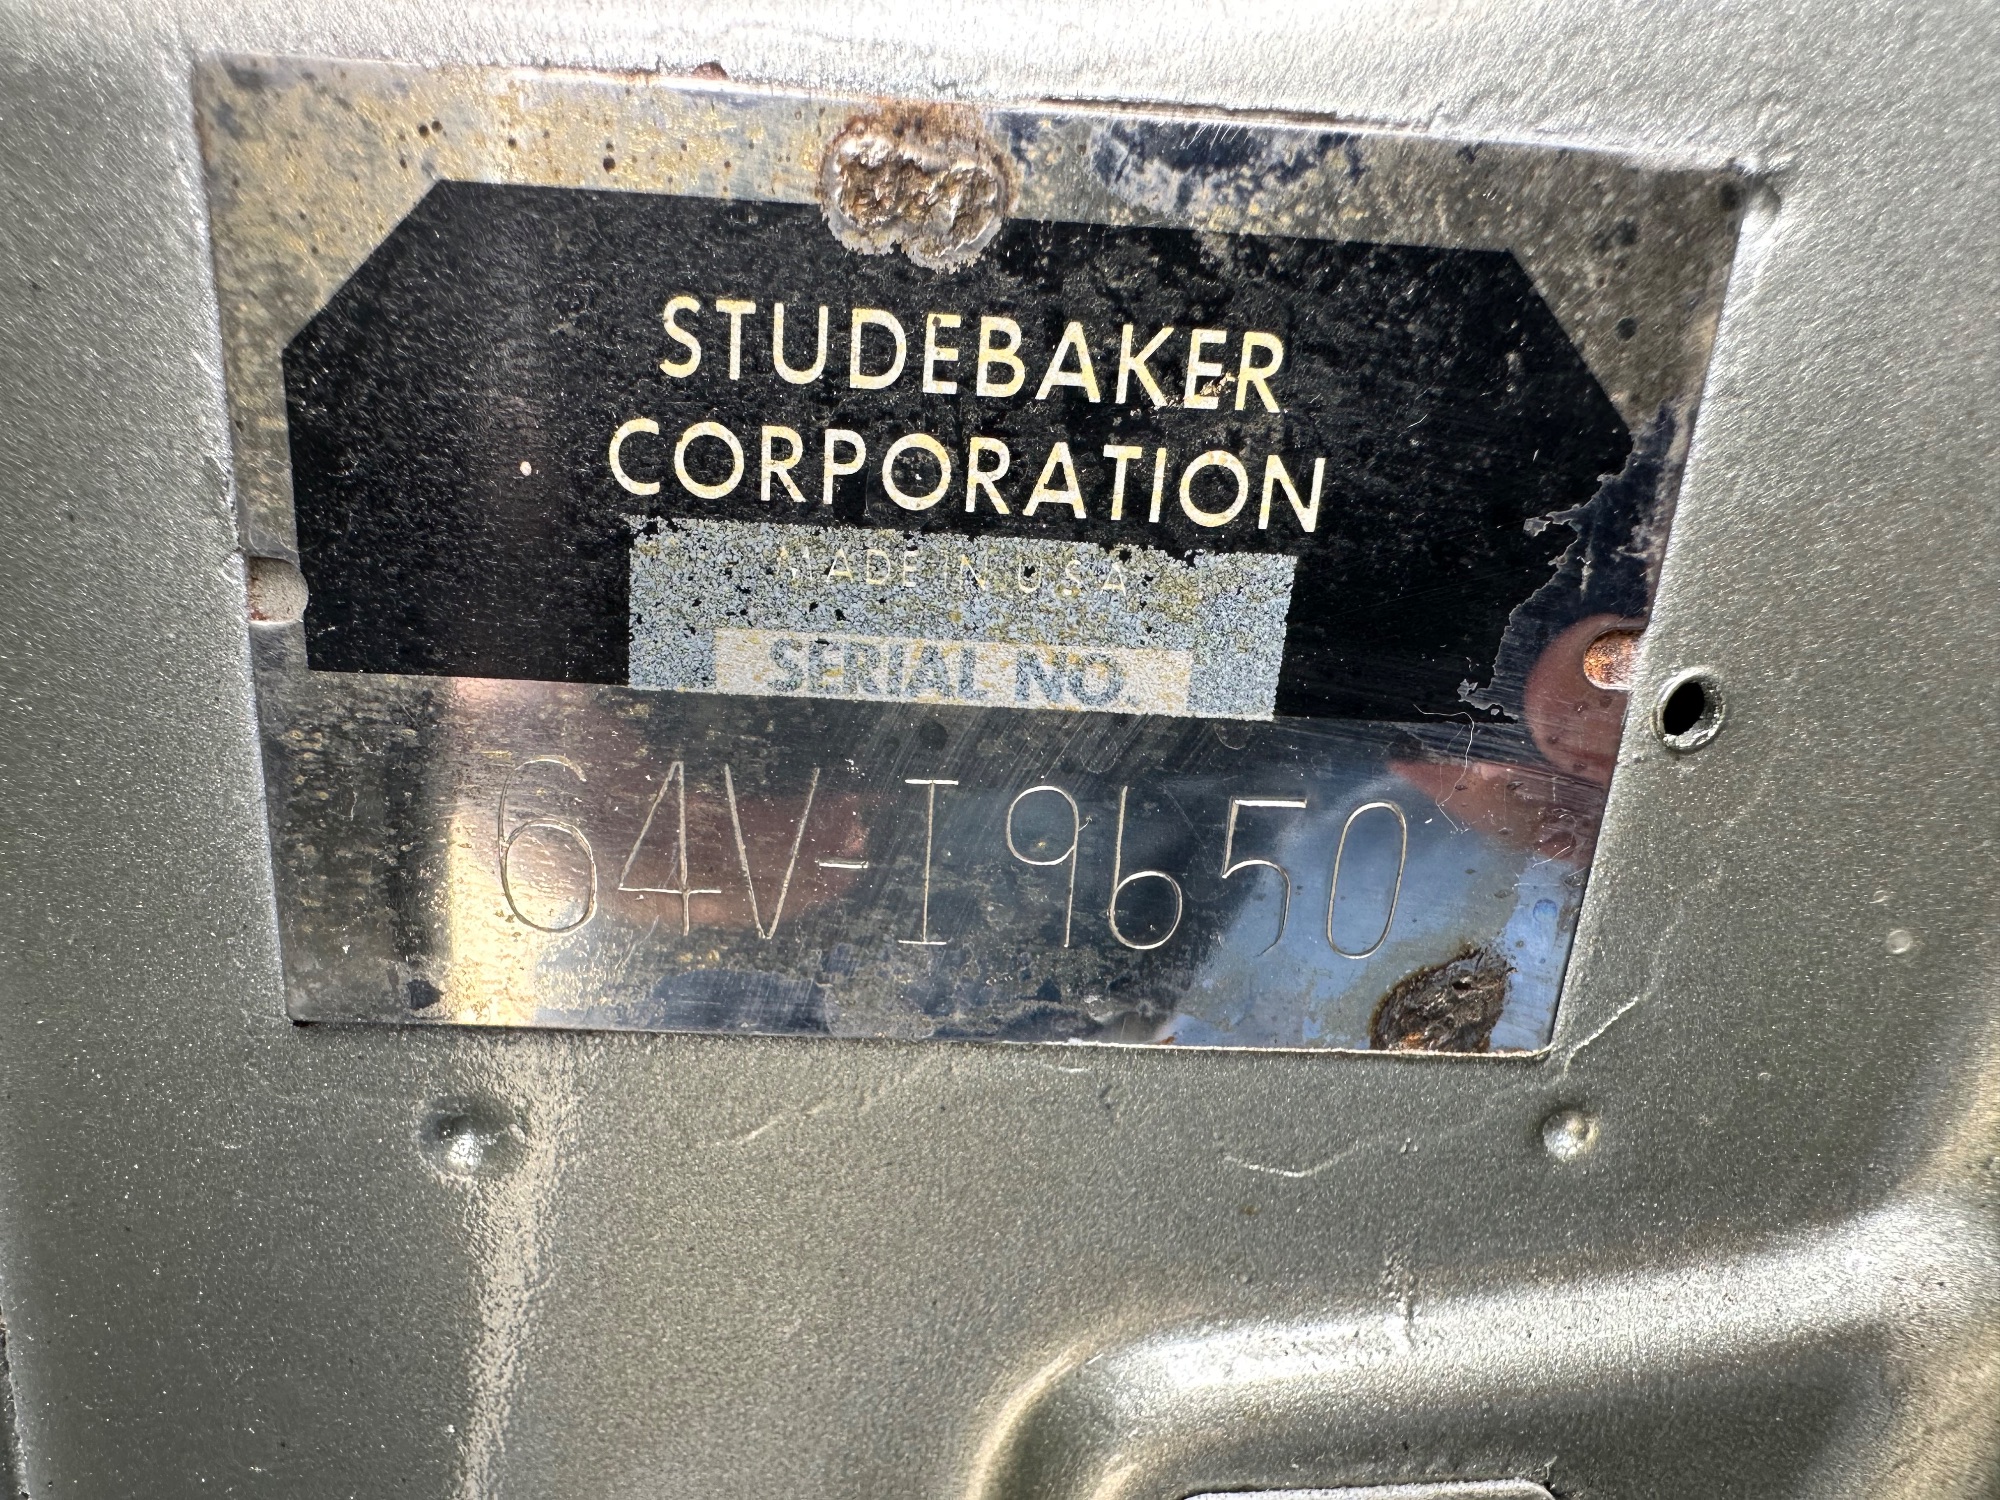 STUDEBAKER
CORPORATION
MADE IN U S A
SERIAL NO.
64V-I9650